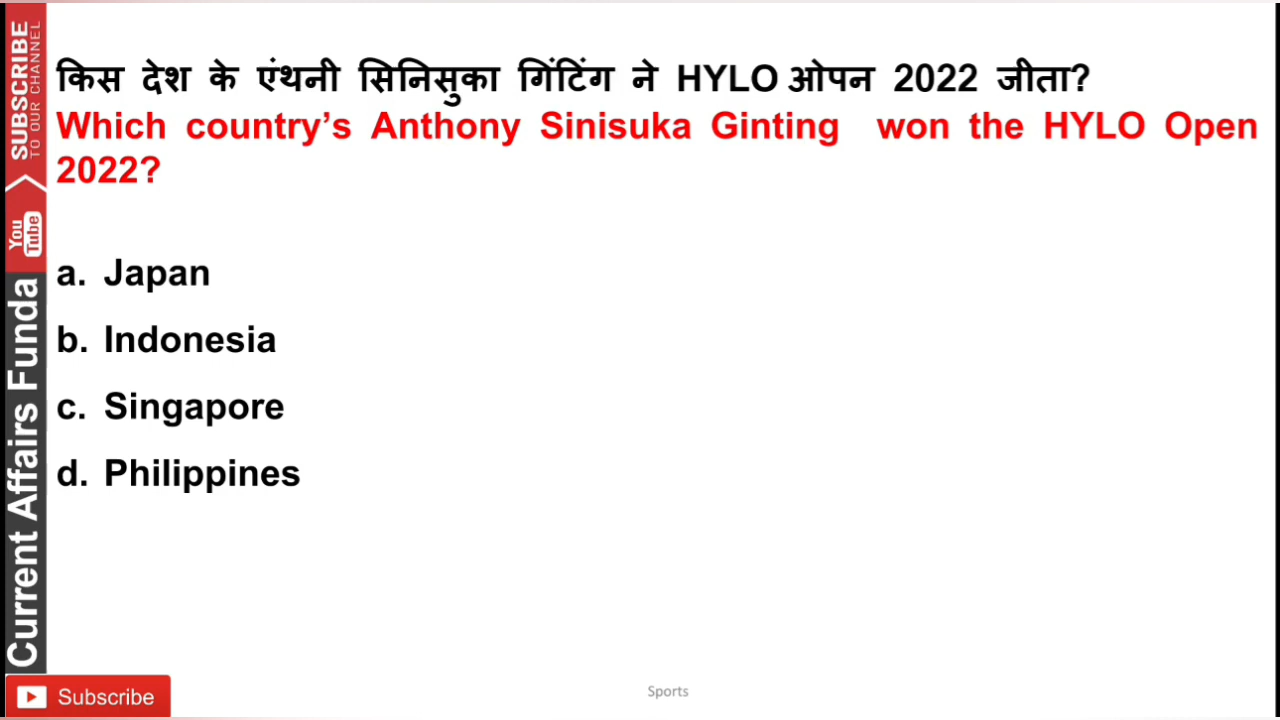 किस देश के एंथनी सिनिसुका गिंटिंग ने HYLO ओपन 2022 जीता?
Which country’s Anthony Sinisuka Ginting won the HYLO Open
2022?
a. Japan
b. Indonesia
c. Singapore
d. Philippines
SUBSCRIBE
TO OUR CHANNEL
You
Tube
Current Affairs Funda
Subscribe
Sports